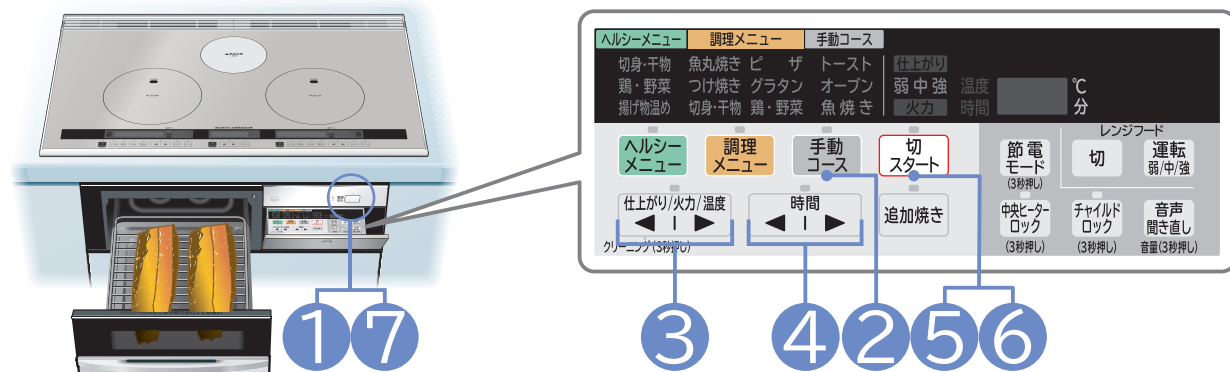 ヘルシーメニュー 調理メニュー 手動コース
切身･干物 魚丸焼き ピザ トースト 仕上がり
鶏・野菜 つけ焼き グラタン オーブン 弱 中 強 温度 ℃
揚げ物温め 切身･干物 鶏・野菜 魚焼き 火力 時間 分
レンジフード
ヘルシー
メニュー
調理
メニュー
手動
コース
切
スタート
節電
モード
(3秒押し)
切
運転
弱/中/強
仕上がり/火力/温度
◀ | ▶
クリーニング(3秒押し)
時間
◀ | ▶
追加焼き
中央ヒーター
ロック
(3秒押し)
チャイルド
ロック
(3秒押し)
音声
聞き直し
音量(3秒押し)
1 7 3 4 2 5 6